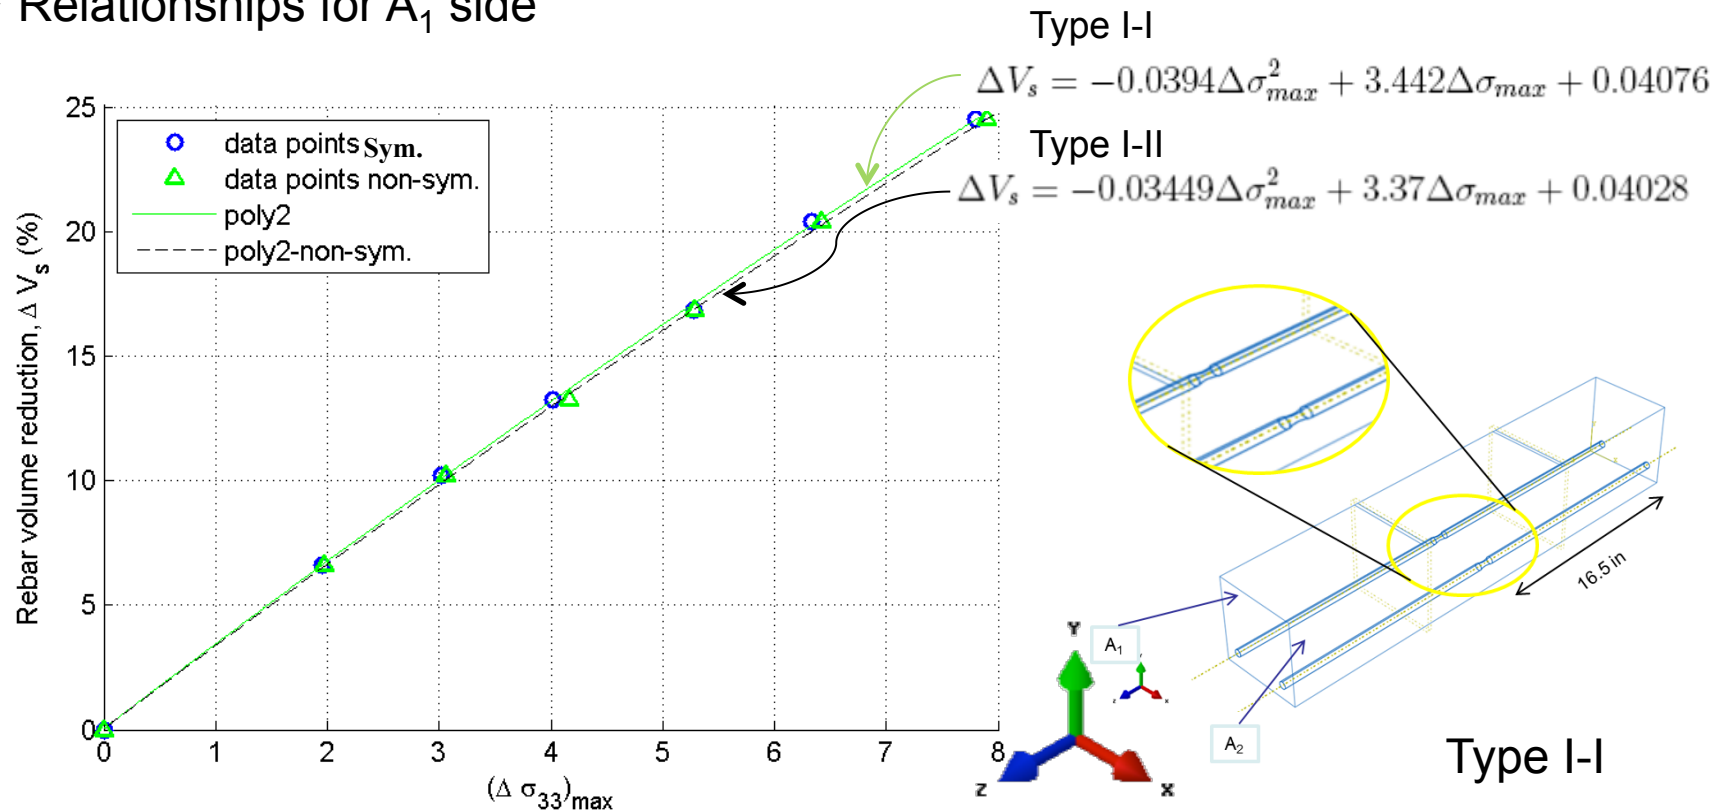 Relationships for A₁ side
Type I-I
ΔVₛ = −0.0394Δσ²ₘₐₓ + 3.442Δσₘₐₓ + 0.04076
Type I-II
ΔVₛ = −0.03449Δσ²ₘₐₓ + 3.37Δσₘₐₓ + 0.04028
data points Sym.
data points non-sym.
poly2
poly2-non-sym.
Rebar volume reduction, Δ Vₛ (%)
25
20
15
10
5
0
0 1 2 3 4 5 6 7 8
(Δ σ₃₃)ₘₐₓ
16.5 in
A₁
A₂
Y
Z
X
Type I-I